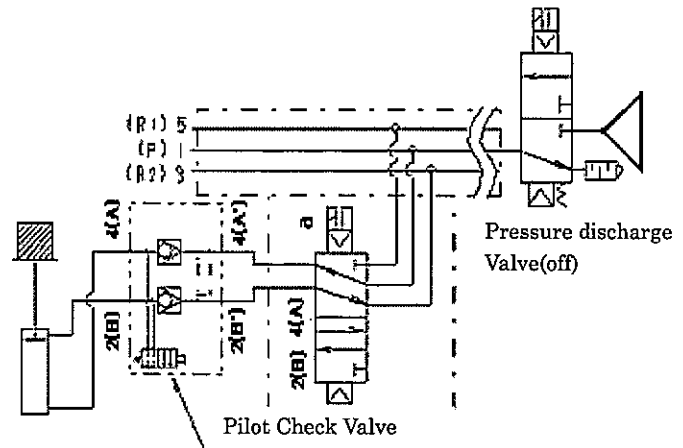 (R1) 5
(P) 1
(R2) 3
4(A)
4(A')
a
Pressure discharge
Valve(off)
2(B)
2(B')
2(B) 4(A)
Pilot Check Valve